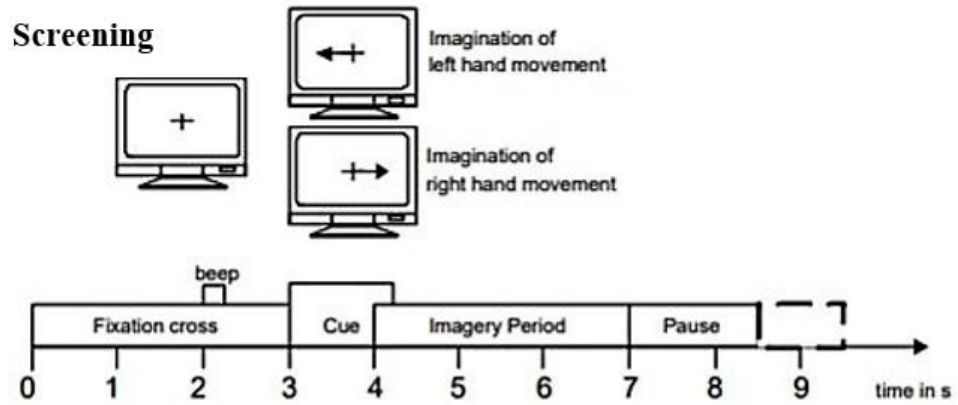 Screening
Imagination of
left hand movement
Imagination of
right hand movement
beep
Fixation cross
Cue
Imagery Period
Pause
0 1 2 3 4 5 6 7 8 9 time in s